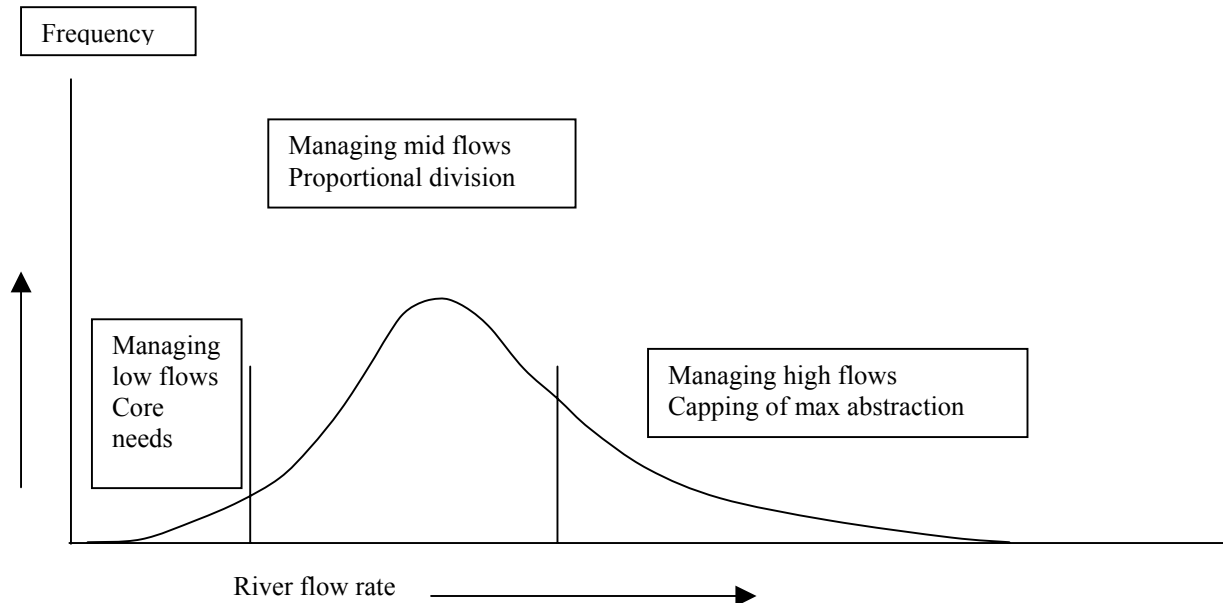 Frequency
Managing mid flows
Proportional division
Managing
low flows
Core
needs
Managing high flows
Capping of max abstraction
River flow rate